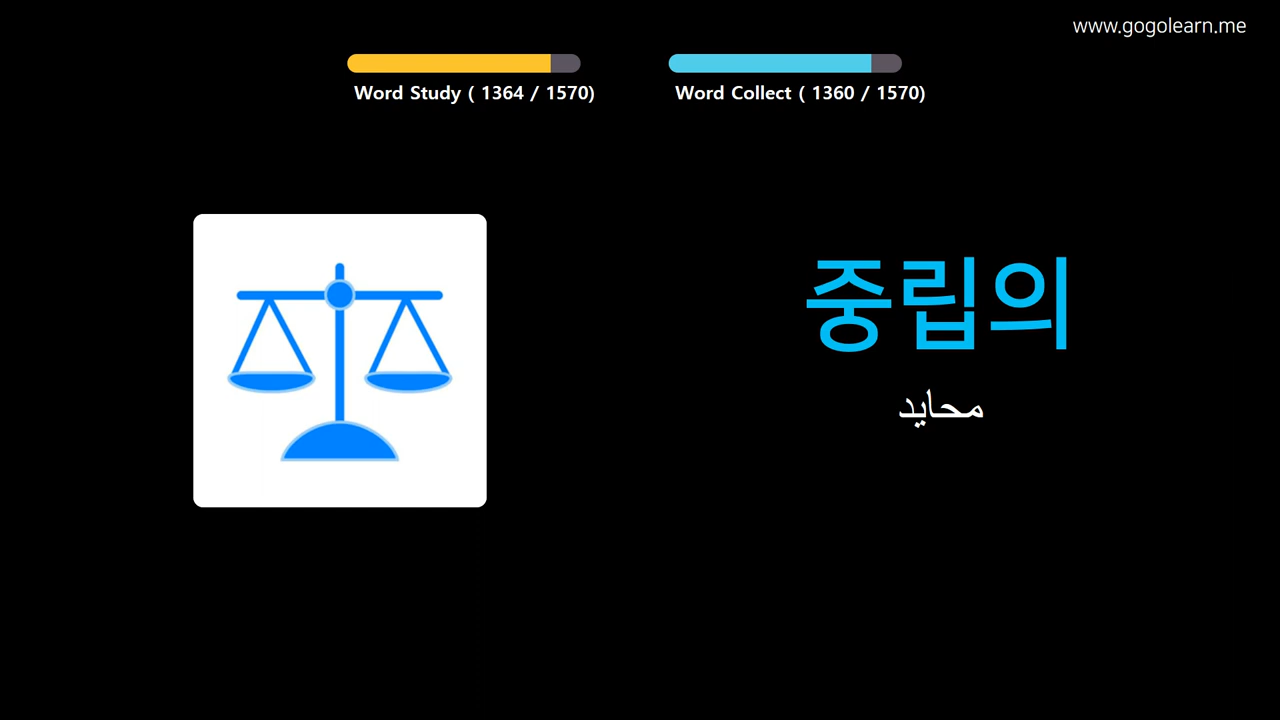 www.gogolearn.me
Word Study ( 1364 / 1570)
Word Collect ( 1360 / 1570)
중립의
محايد